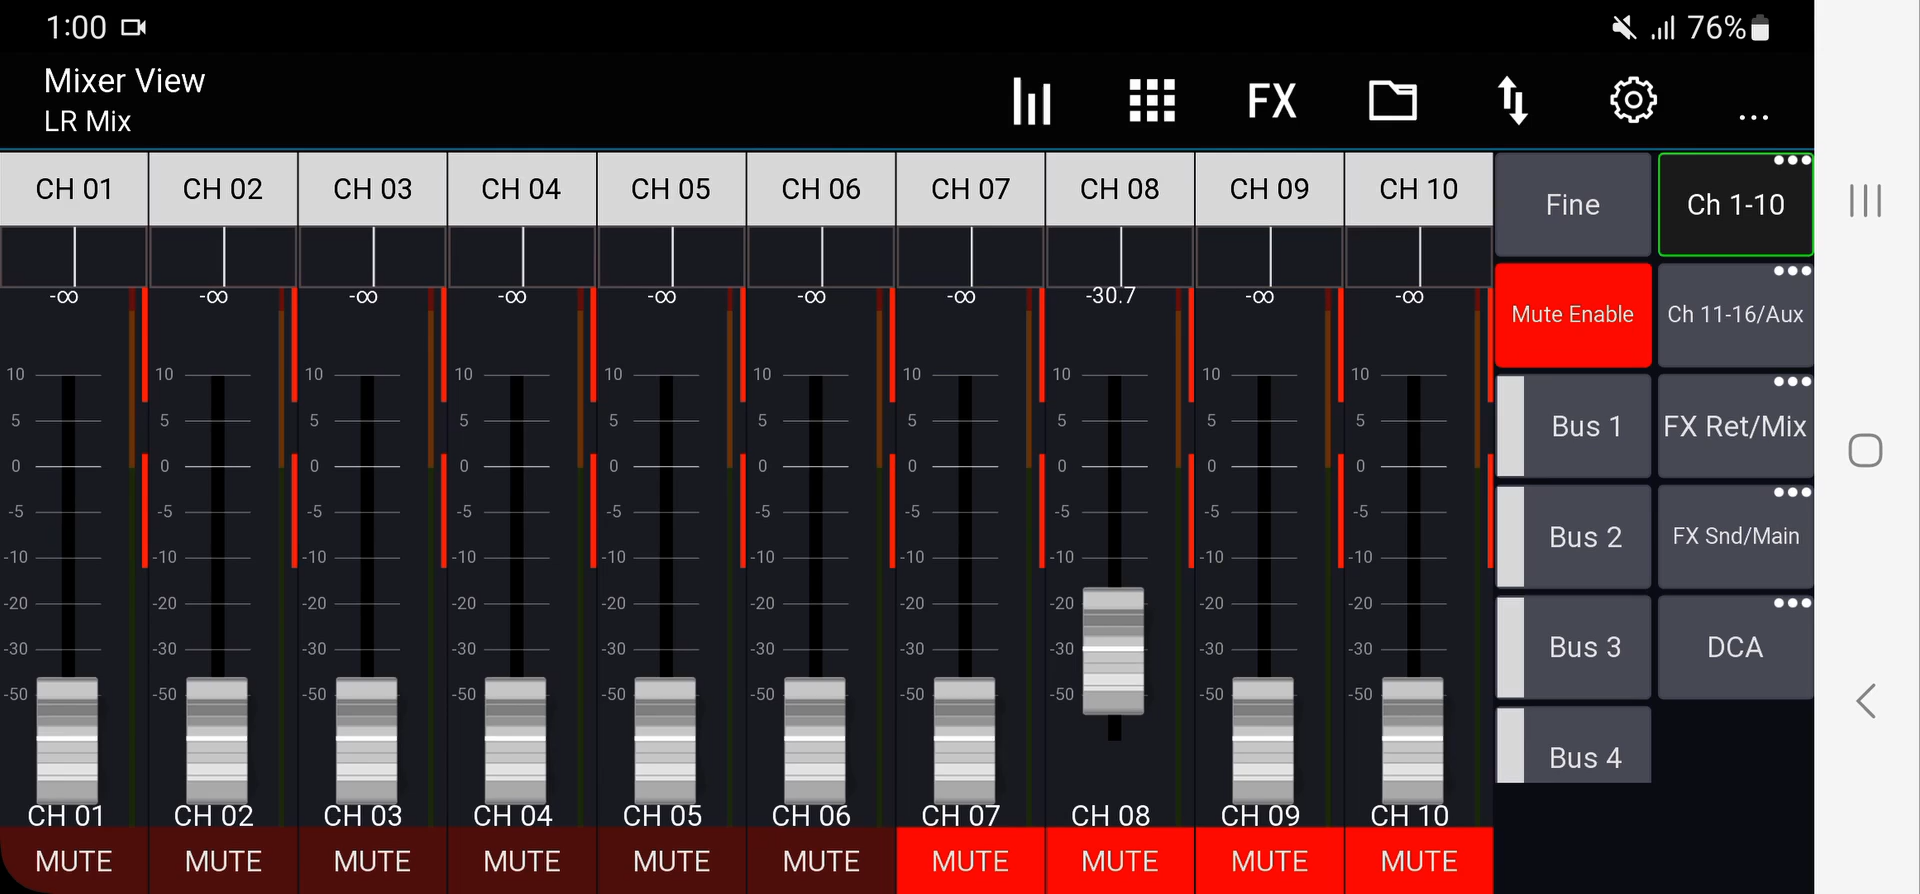 1:00
76%
Mixer View
LR Mix
FX
...
CH 01 CH 02 CH 03 CH 04 CH 05 CH 06 CH 07 CH 08 CH 09 CH 10
Fine
Ch 1-10
-∞ -∞ -∞ -∞ -∞ -∞ -∞ -30.7 -∞ -∞
Mute Enable
Ch 11-16/Aux
10 10 10 10 10 10 10 10 10 10
5 5 5 5 5 5 5 5 5 5
Bus 1
FX Ret/Mix
0 0 0 0 0 0 0 0 0 0
-5 -5 -5 -5 -5 -5 -5 -5 -5 -5
Bus 2
FX Snd/Main
-10 -10 -10 -10 -10 -10 -10 -10 -10 -10
-20 -20 -20 -20 -20 -20 -20 -20 -20 -20
-30 -30 -30 -30 -30 -30 -30 -30 -30 -30
Bus 3
DCA
-50 -50 -50 -50 -50 -50 -50 -50 -50 -50
Bus 4
CH 01 CH 02 CH 03 CH 04 CH 05 CH 06 CH 07 CH 08 CH 09 CH 10
MUTE MUTE MUTE MUTE MUTE MUTE MUTE MUTE MUTE MUTE